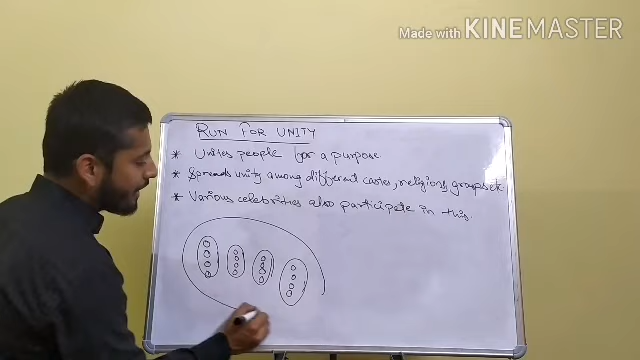 Made with KINEMASTER
RUN FOR UNITY
* Unites people for a purpose
* Spreads unity among different castes, religions, groups etc
* Various celebrities also participate in this.